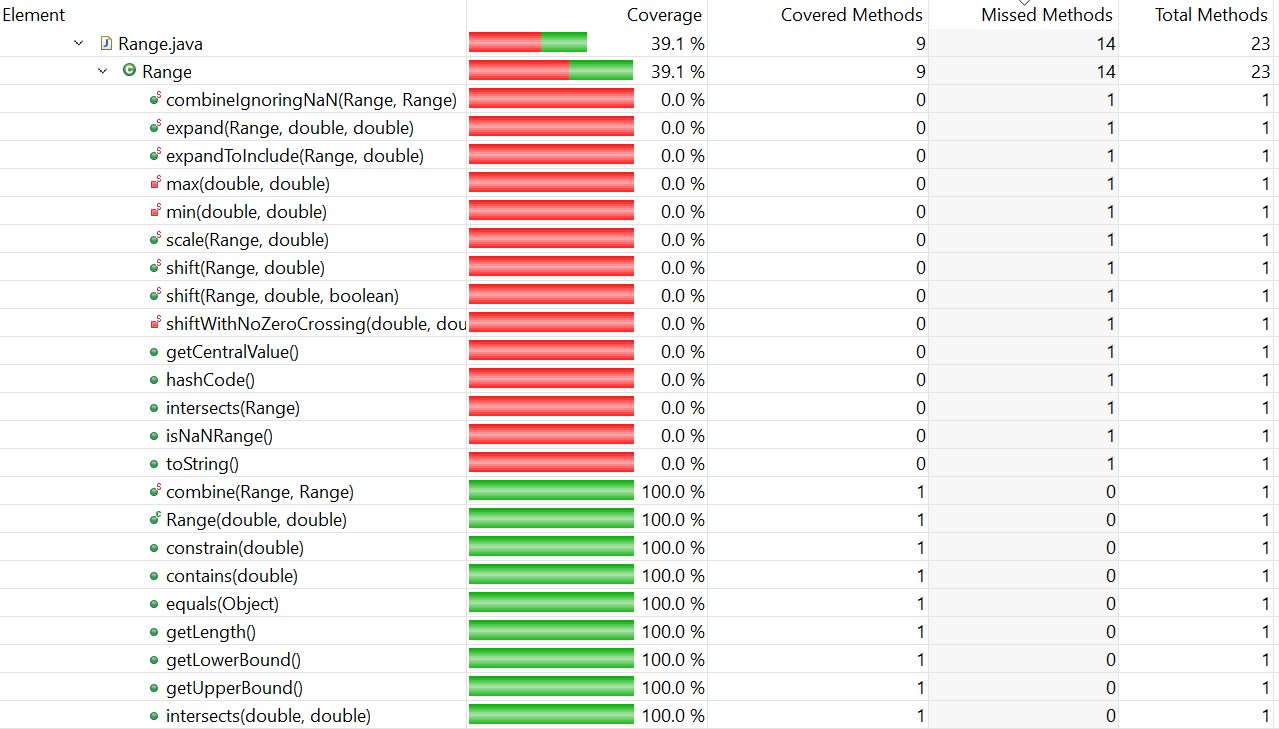 Element Coverage Covered Methods Missed Methods Total Methods
Range.java 39.1 % 9 14 23
Range 39.1 % 9 14 23
combineIgnoringNaN(Range, Range) 0.0 % 0 1 1
expand(Range, double, double) 0.0 % 0 1 1
expandToInclude(Range, double) 0.0 % 0 1 1
max(double, double) 0.0 % 0 1 1
min(double, double) 0.0 % 0 1 1
scale(Range, double) 0.0 % 0 1 1
shift(Range, double) 0.0 % 0 1 1
shift(Range, double, boolean) 0.0 % 0 1 1
shiftWithNoZeroCrossing(double, dou 0.0 % 0 1 1
getCentralValue() 0.0 % 0 1 1
hashCode() 0.0 % 0 1 1
intersects(Range) 0.0 % 0 1 1
isNaNRange() 0.0 % 0 1 1
toString() 0.0 % 0 1 1
combine(Range, Range) 100.0 % 1 0 1
Range(double, double) 100.0 % 1 0 1
constrain(double) 100.0 % 1 0 1
contains(double) 100.0 % 1 0 1
equals(Object) 100.0 % 1 0 1
getLength() 100.0 % 1 0 1
getLowerBound() 100.0 % 1 0 1
getUpperBound() 100.0 % 1 0 1
intersects(double, double) 100.0 % 1 0 1